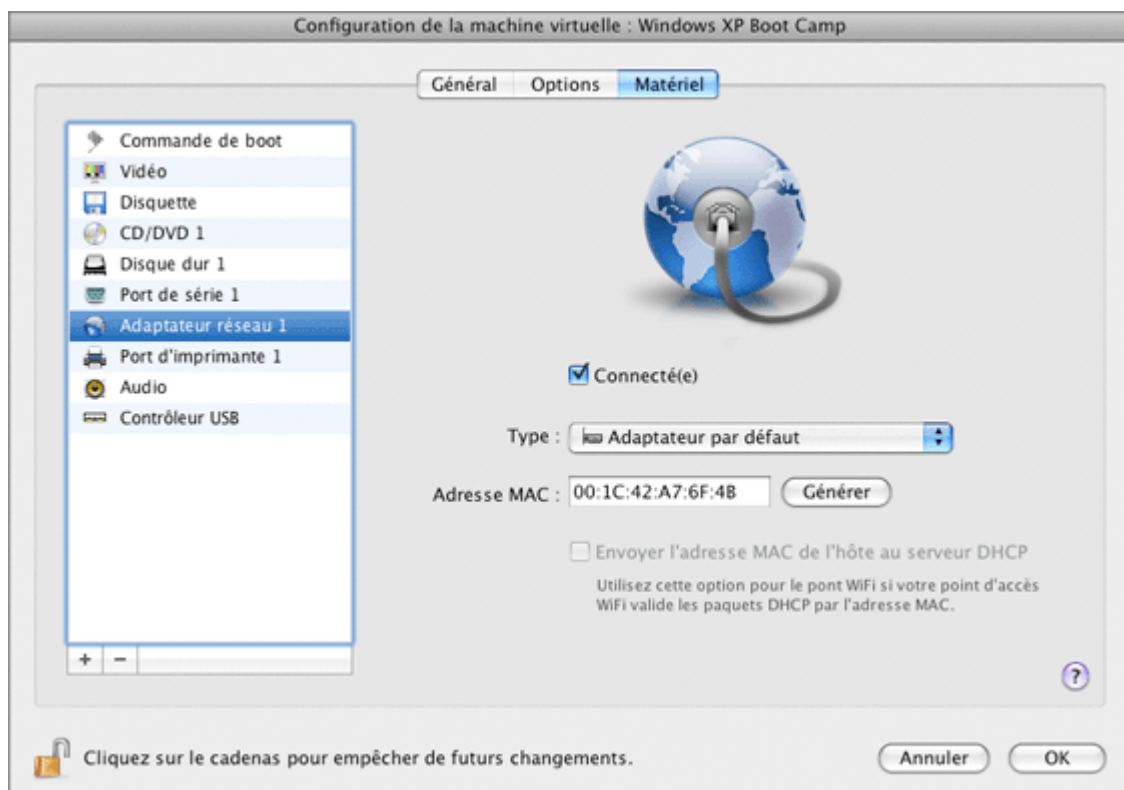 Configuration de la machine virtuelle : Windows XP Boot Camp
Général Options Matériel
Commande de boot
Vidéo
Disquette
CD/DVD 1
Disque dur 1
Port de série 1
Adaptateur réseau 1
Port d'imprimante 1
Audio
Contrôleur USB
Connecté(e)
Type : Adaptateur par défaut
Adresse MAC : 00:1C:42:A7:6F:4B Générer
Envoyer l'adresse MAC de l'hôte au serveur DHCP
Utilisez cette option pour le pont WiFi si votre point d'accès
WiFi valide les paquets DHCP par l'adresse MAC.
+ −
?
Cliquez sur le cadenas pour empêcher de futurs changements. Annuler OK